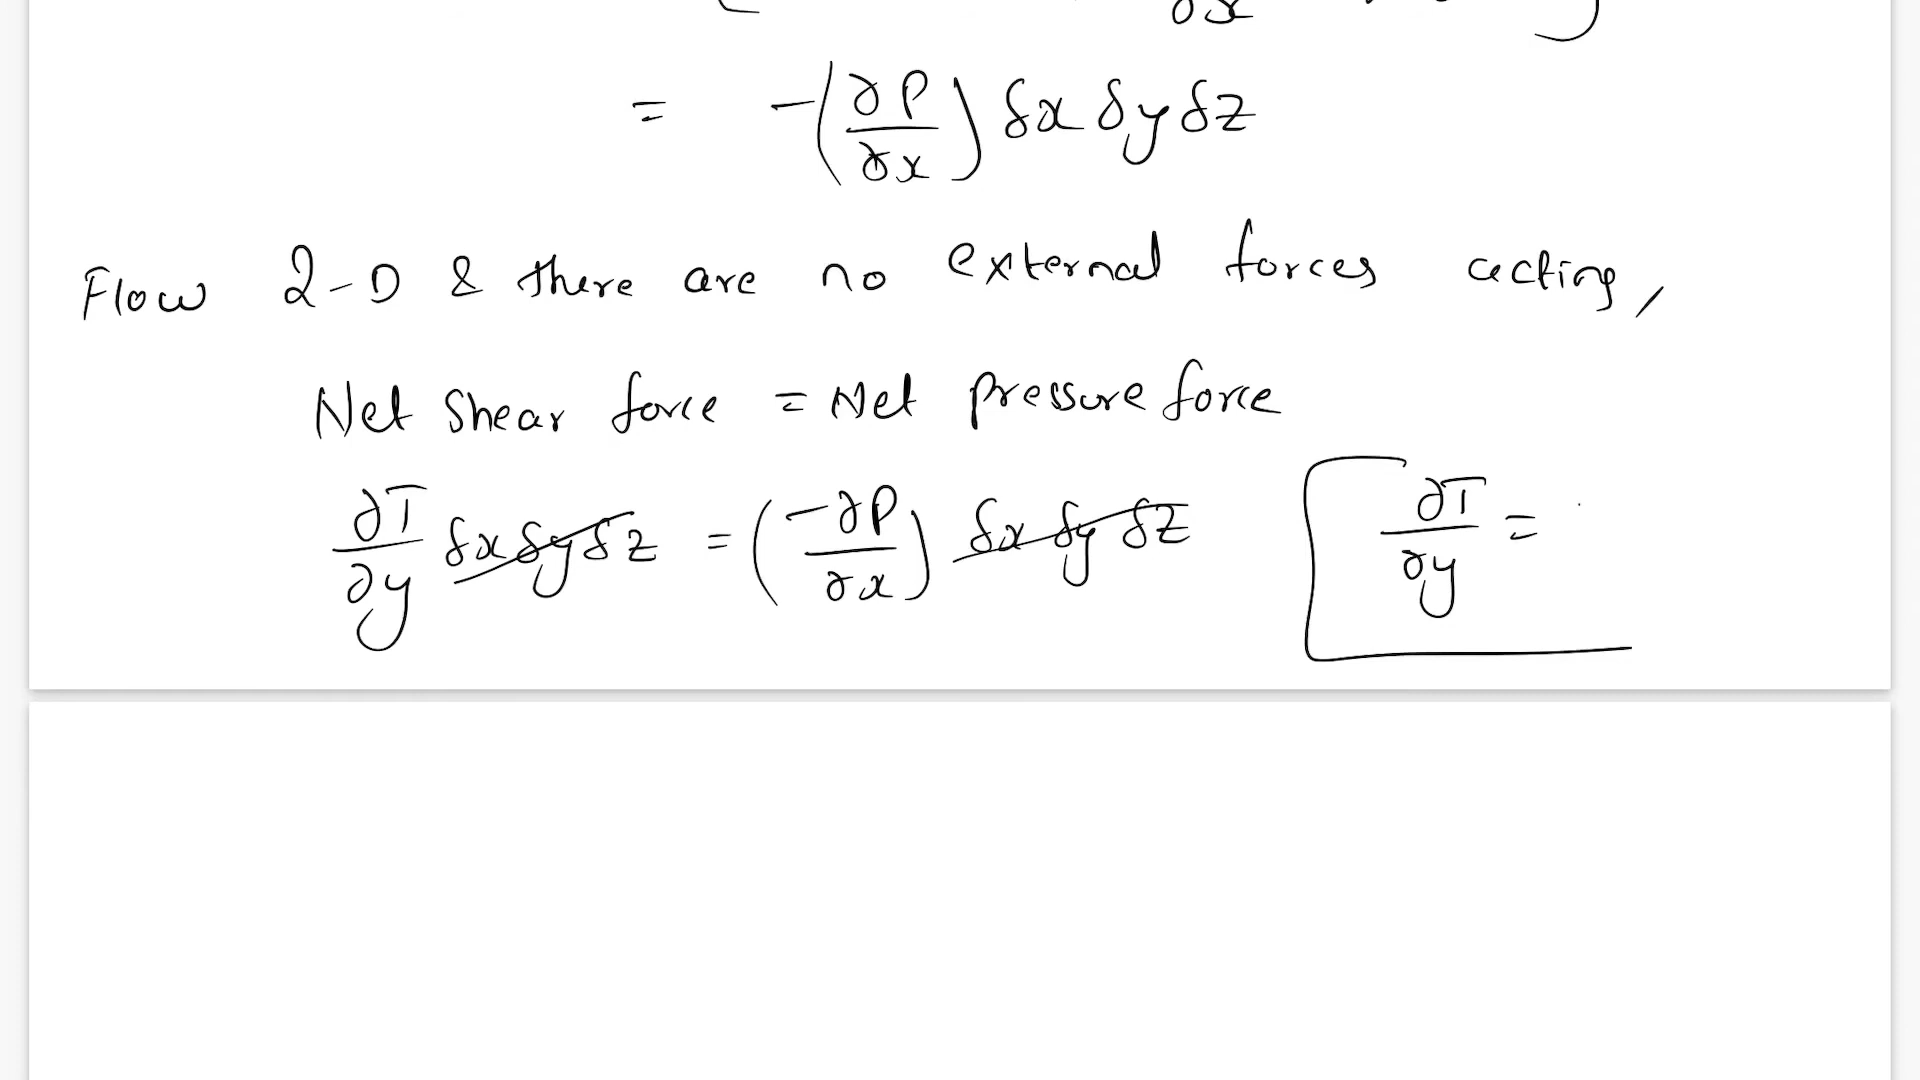 ∂x
= -(∂P/∂x) δx δy δz
Flow 2-D & there are no external forces acting,
Net Shear force = Net pressure force
∂T/∂y δx δy δz = (-∂P/∂x) δx δy δz
∂T/∂y =